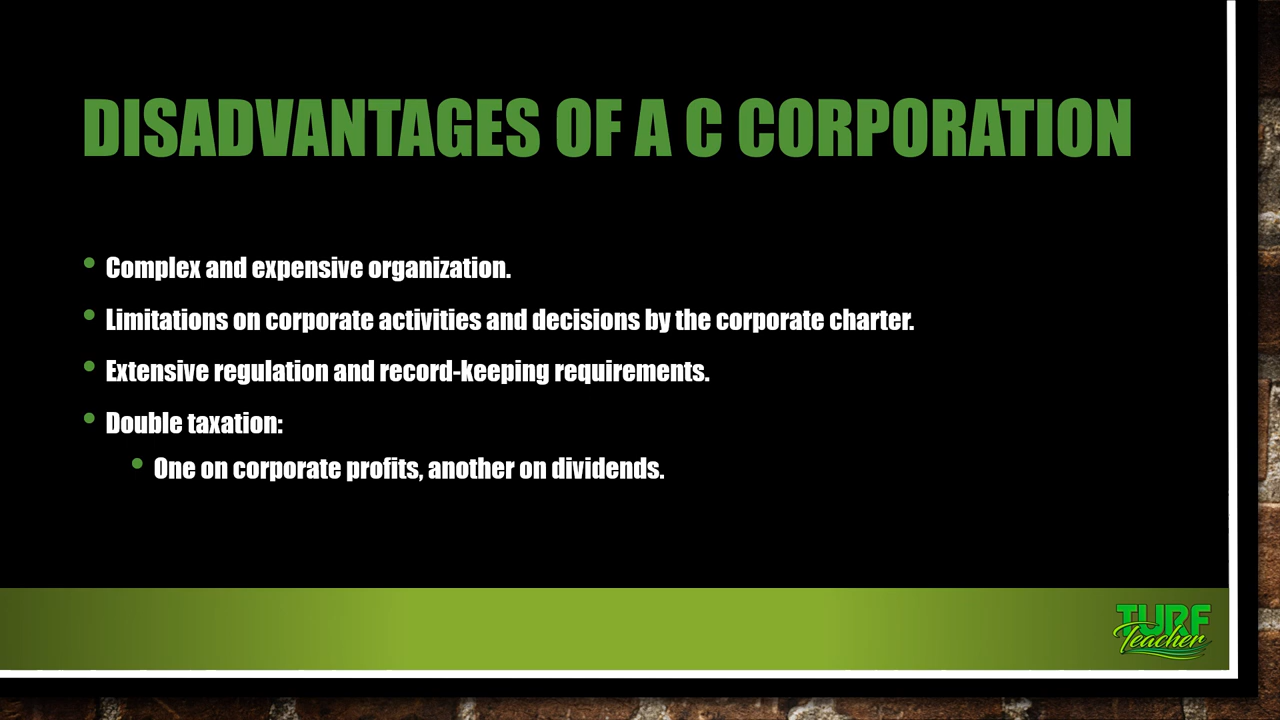 DISADVANTAGES OF A C CORPORATION
• Complex and expensive organization.
• Limitations on corporate activities and decisions by the corporate charter.
• Extensive regulation and record-keeping requirements.
• Double taxation:
• One on corporate profits, another on dividends.
TURF
Teacher